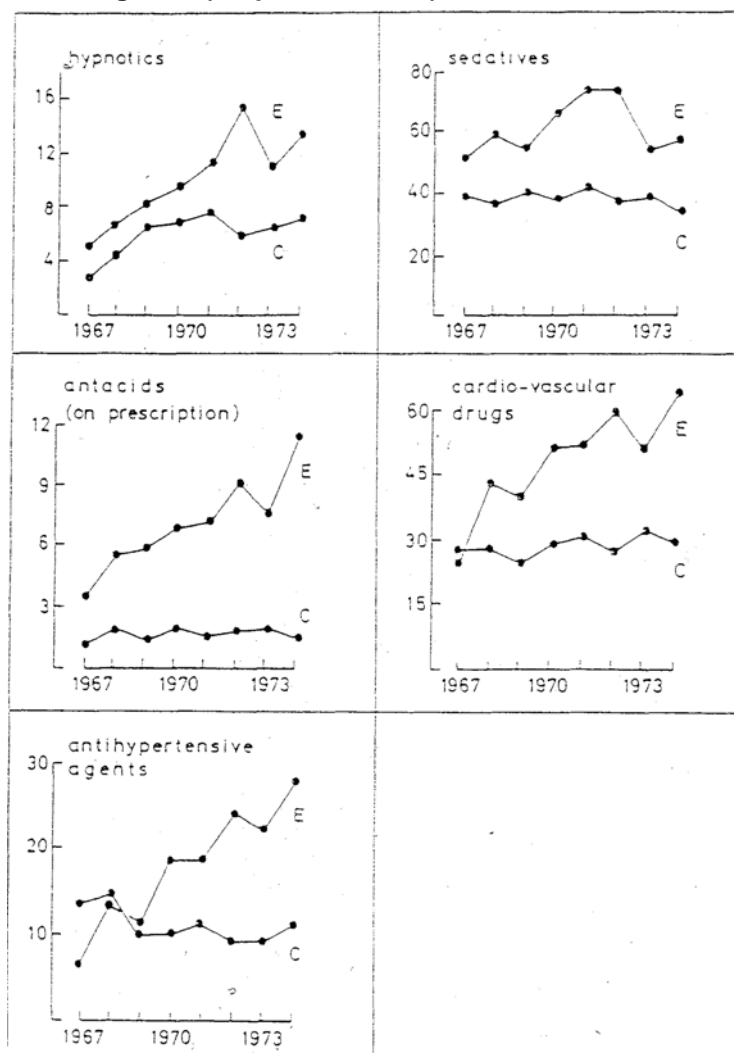 hypnotics
16
12
8
4
E
C
1967 1970 1973
sedatives
80
60
40
20
E
C
1967 1970 1973
antacids
(on prescription)
12
9
6
3
E
C
1967 1970 1973
cardio-vascular
drugs
60
45
30
15
E
C
1967 1970 1973
antihypertensive
agents
30
20
10
E
C
1967 1970 1973